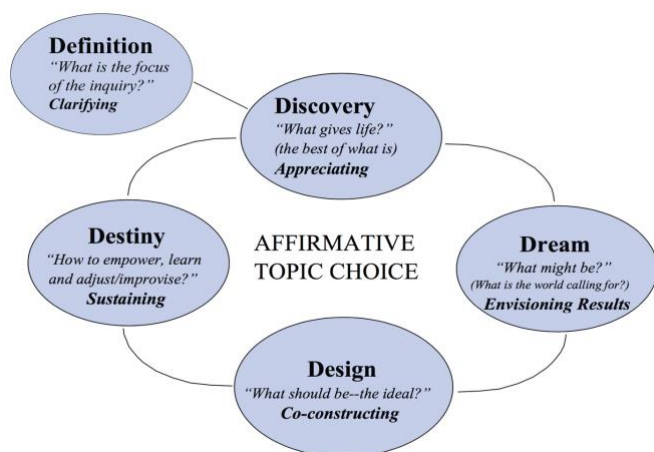 Definition
“What is the focus
of the inquiry?”
Clarifying
Discovery
“What gives life?”
(the best of what is)
Appreciating
Destiny
“How to empower, learn
and adjust/improvise?”
Sustaining
AFFIRMATIVE
TOPIC CHOICE
Dream
“What might be?”
(What is the world calling for?)
Envisioning Results
Design
“What should be--the ideal?”
Co-constructing